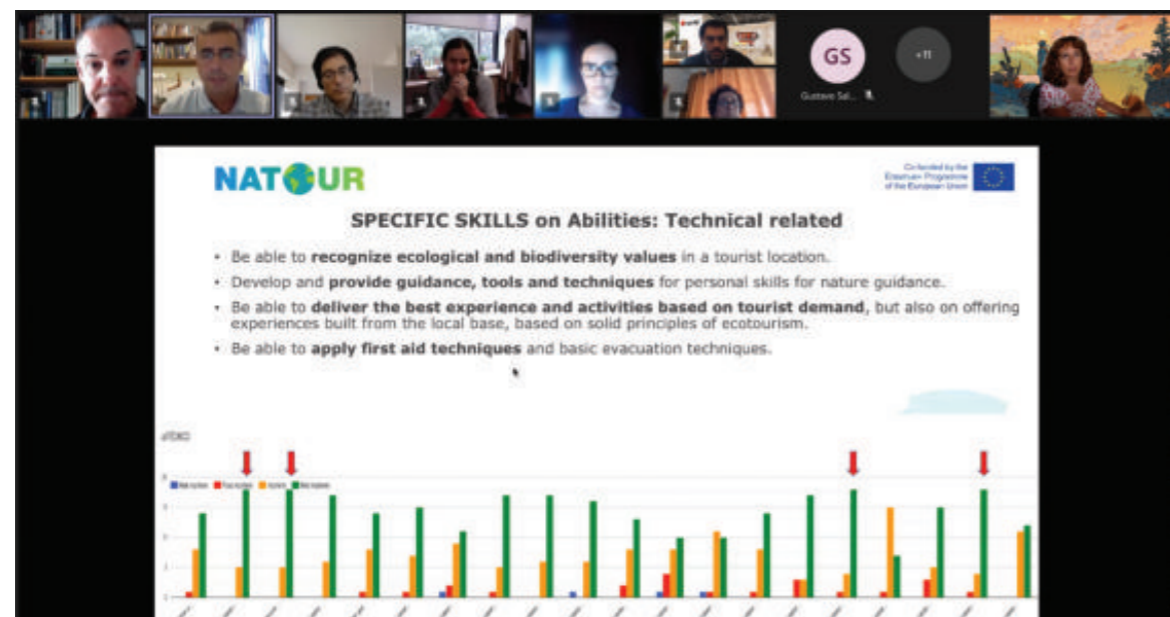 GS
+11
Gustavo Sal...
NATOUR
Co-funded by the
Erasmus+ Programme
of the European Union
SPECIFIC SKILLS on Abilities: Technical related
• Be able to recognize ecological and biodiversity values in a tourist location.
• Develop and provide guidance, tools and techniques for personal skills for nature guidance.
• Be able to deliver the best experience and activities based on tourist demand, but also on offering
experiences built from the local base, based on solid principles of ecotourism.
• Be able to apply first aid techniques and basic evacuation techniques.